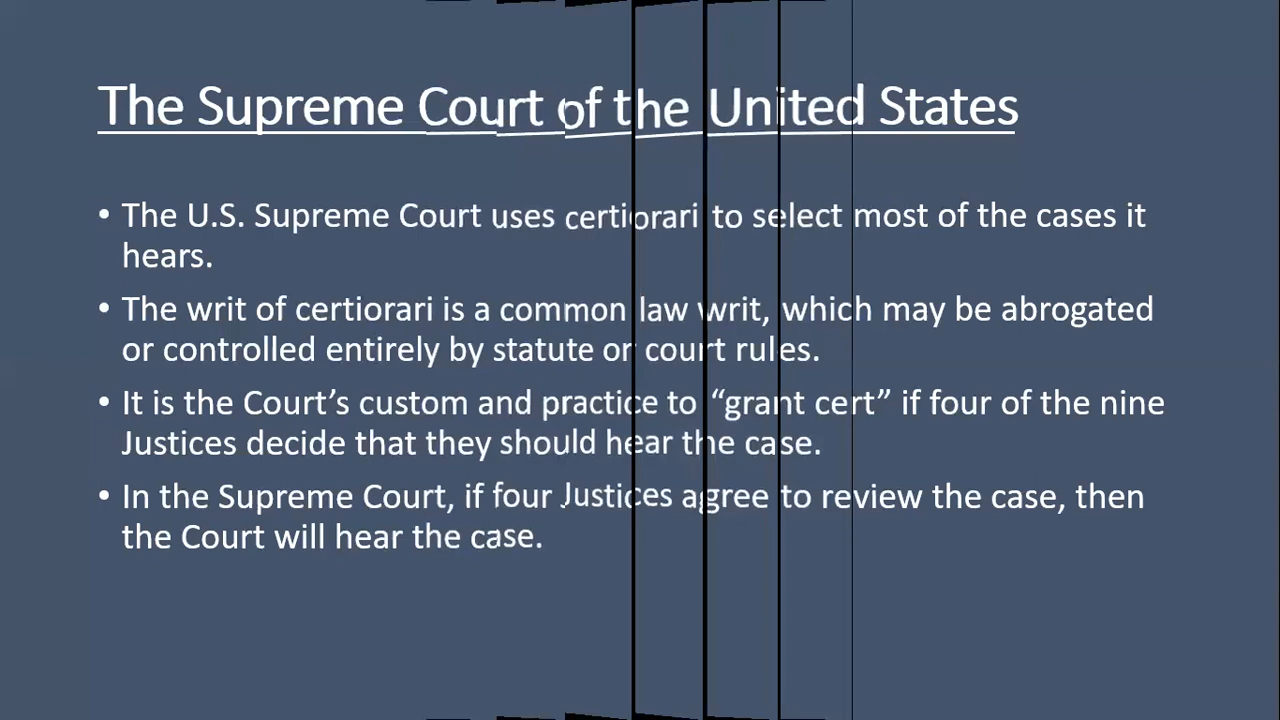 The Supreme Court of the United States
• The U.S. Supreme Court uses certiorari to select most of the cases it
hears.
• The writ of certiorari is a common law writ, which may be abrogated
or controlled entirely by statute or court rules.
• It is the Court’s custom and practice to “grant cert” if four of the nine
Justices decide that they should hear the case.
• In the Supreme Court, if four Justices agree to review the case, then
the Court will hear the case.